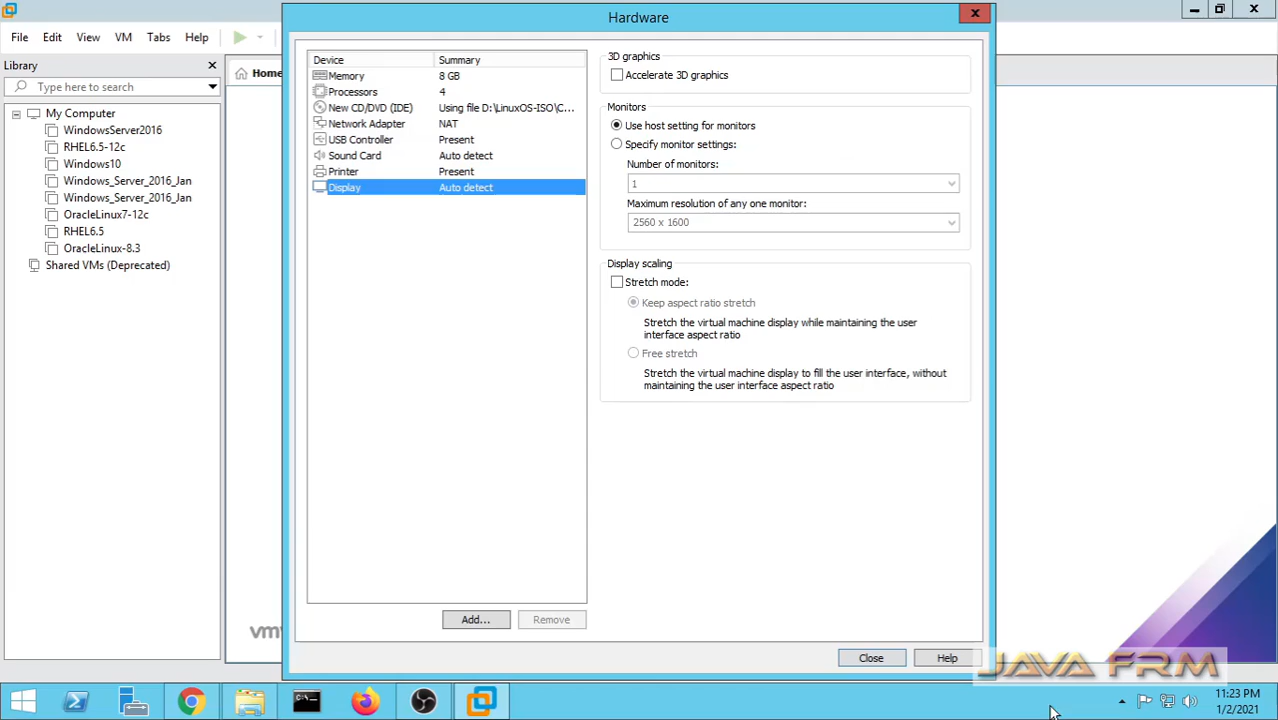 Hardware
File Edit View VM Tabs Help
Library
Type here to search
Home
My Computer
WindowsServer2016
RHEL6.5-12c
Windows10
Windows_Server_2016_Jan
Windows_Server_2016_Jan
OracleLinux7-12c
RHEL6.5
OracleLinux-8.3
Shared VMs (Deprecated)
Device Summary
Memory 8 GB
Processors 4
New CD/DVD (IDE) Using file D:\LinuxOS-ISO\C...
Network Adapter NAT
USB Controller Present
Sound Card Auto detect
Printer Present
Display Auto detect
Add... Remove
3D graphics
Accelerate 3D graphics
Monitors
Use host setting for monitors
Specify monitor settings:
Number of monitors:
1
Maximum resolution of any one monitor:
2560 x 1600
Display scaling
Stretch mode:
Keep aspect ratio stretch
Stretch the virtual machine display while maintaining the user
interface aspect ratio
Free stretch
Stretch the virtual machine display to fill the user interface, without
maintaining the user interface aspect ratio
Close Help
vm
JAVA FRM
C:\
11:23 PM
1/2/2021